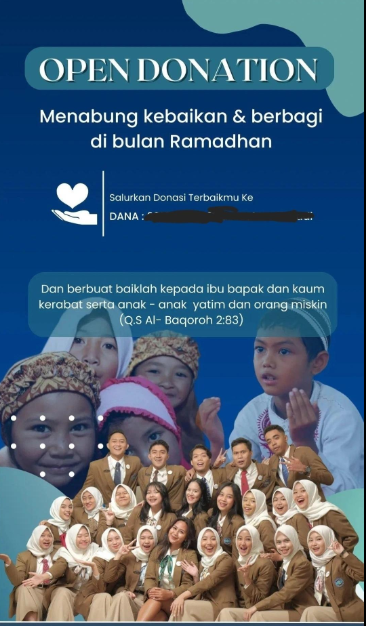 OPEN DONATION
Menabung kebaikan & berbagi
di bulan Ramadhan
Salurkan Donasi Terbaikmu Ke
DANA :
Dan berbuat baiklah kepada ibu bapak dan kaum
kerabat serta anak - anak yatim dan orang miskin
(Q.S Al- Baqoroh 2:83)